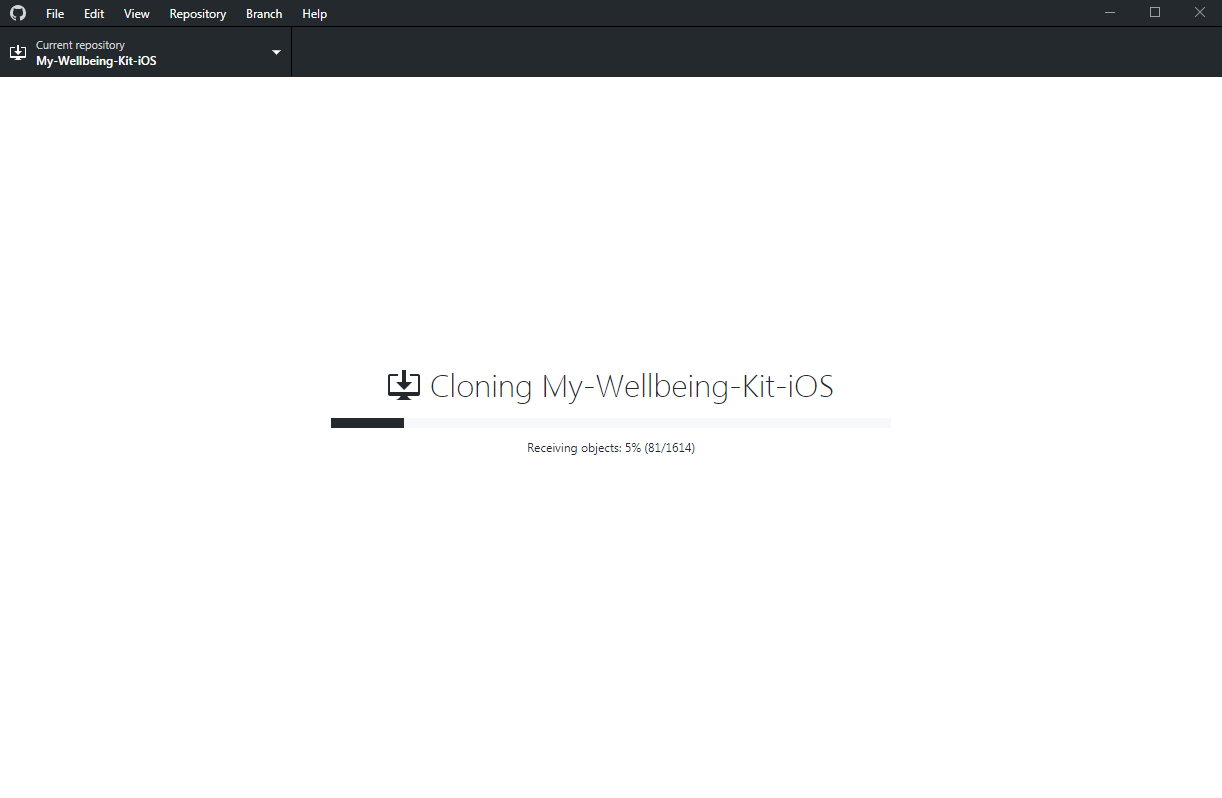 File Edit View Repository Branch Help
Current repository
My-Wellbeing-Kit-iOS
Cloning My-Wellbeing-Kit-iOS
Receiving objects: 5% (81/1614)